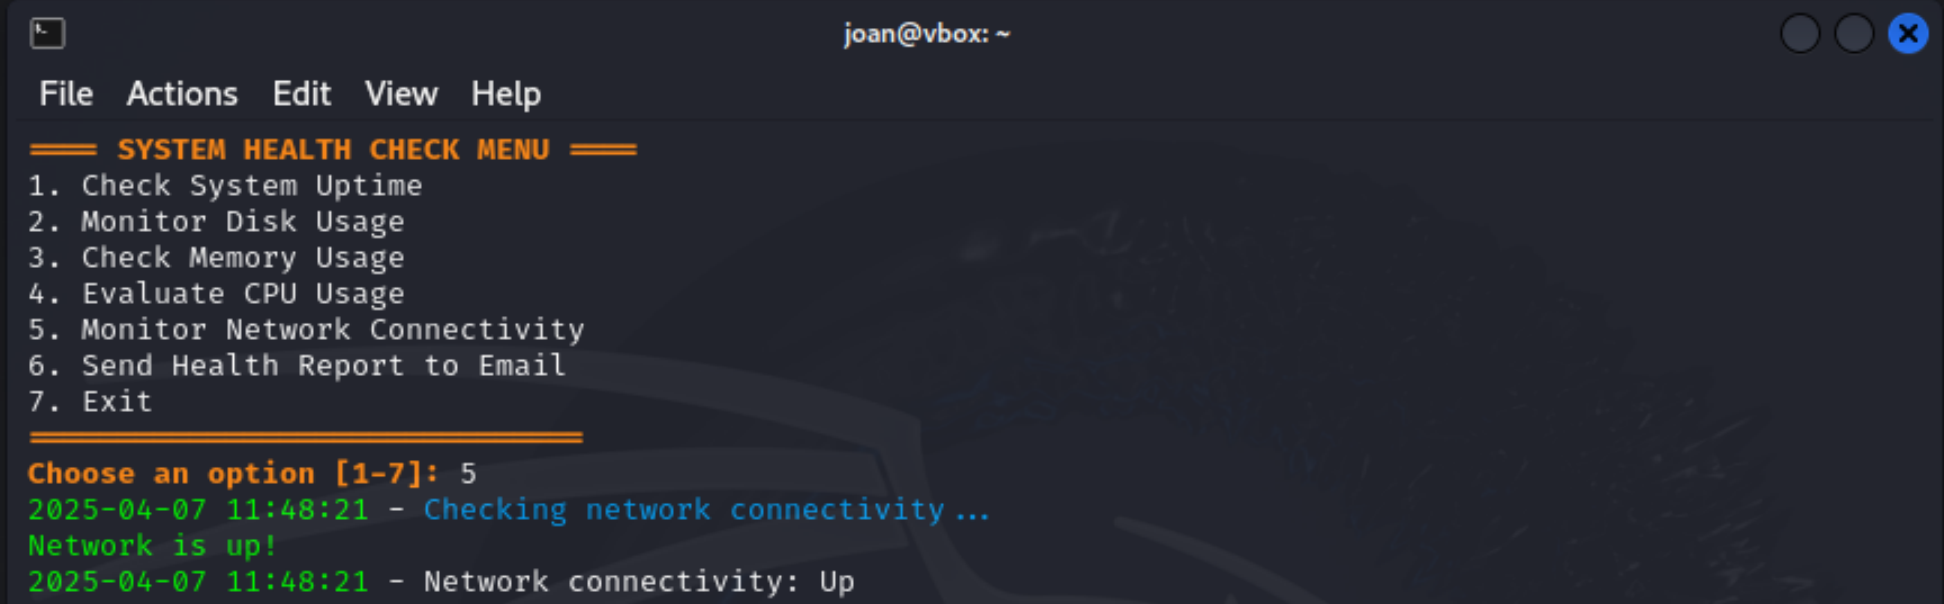 joan@vbox: ~
File Actions Edit View Help
==== SYSTEM HEALTH CHECK MENU ====
1. Check System Uptime
2. Monitor Disk Usage
3. Check Memory Usage
4. Evaluate CPU Usage
5. Monitor Network Connectivity
6. Send Health Report to Email
7. Exit
===============================
Choose an option [1-7]: 5
2025-04-07 11:48:21 - Checking network connectivity...
Network is up!
2025-04-07 11:48:21 - Network connectivity: Up